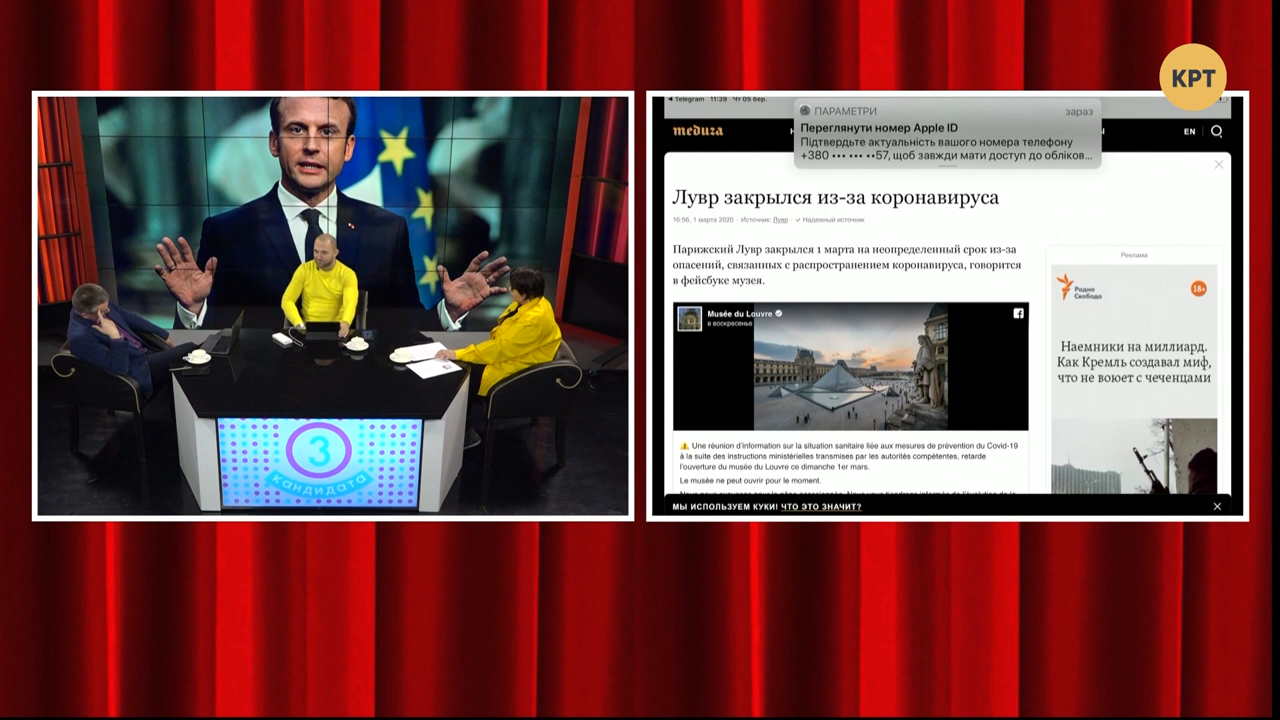 КРТ
3
кандидата
Telegram 11:39 Чт 05 бер.
ПАРАМЕТРИ
зараз
Переглянути номер Apple ID
Підтвердьте актуальність вашого номера телефону
+380 ••• ••• ••57, щоб завжди мати доступ до обліков...
meduza
EN
Лувр закрылся из-за коронавируса
16:56, 1 марта 2020 · Источник: Лувр · ✓ Надежный источник
Парижский Лувр закрылся 1 марта на неопределенный срок из-за
опасений, связанных с распространением коронавируса, говорится
в фейсбуке музея.
Musée du Louvre
в воскресенье
⚠️ Une réunion d'information sur la situation sanitaire liée aux mesures de prévention du Covid-19
à la suite des instructions ministérielles transmises par les autorités compétentes, retarde
l'ouverture du musée du Louvre ce dimanche 1er mars.
Le musée ne peut ouvrir pour le moment.
Реклама
Радио
Свобода
18+
Наемники на миллиард.
Как Кремль создавал миф,
что не воюет с чеченцами
МЫ ИСПОЛЬЗУЕМ КУКИ! ЧТО ЭТО ЗНАЧИТ?